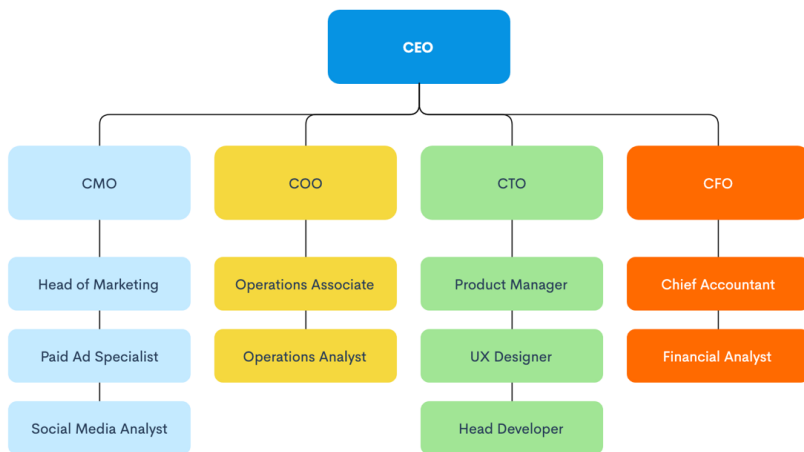 CEO
CMO
COO
CTO
CFO
Head of Marketing
Operations Associate
Product Manager
Chief Accountant
Paid Ad Specialist
Operations Analyst
UX Designer
Financial Analyst
Social Media Analyst
Head Developer